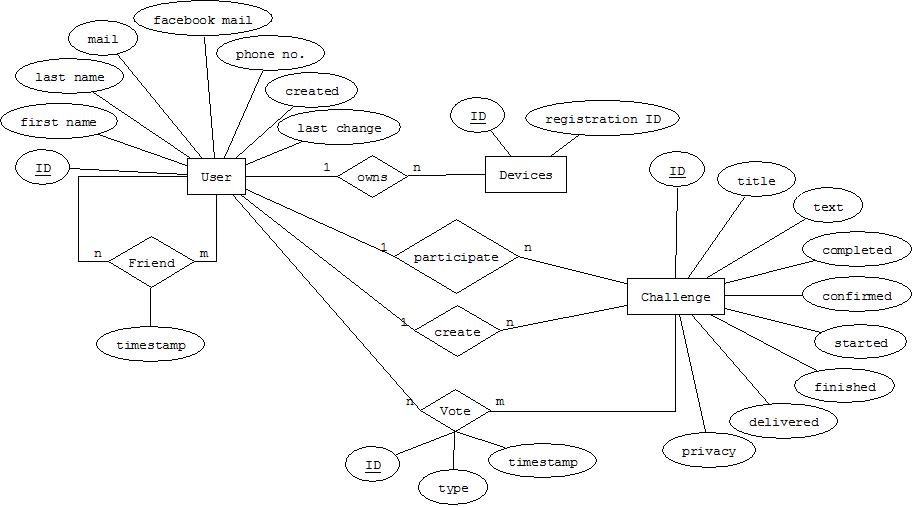 facebook mail
mail
phone no.
last name
created
first name
last change
ID
registration ID
ID
User
1
owns
n
Devices
ID
title
text
n
Friend
m
1
participate
n
completed
Challenge
confirmed
timestamp
1
create
n
started
finished
n
Vote
m
delivered
privacy
ID
type
timestamp